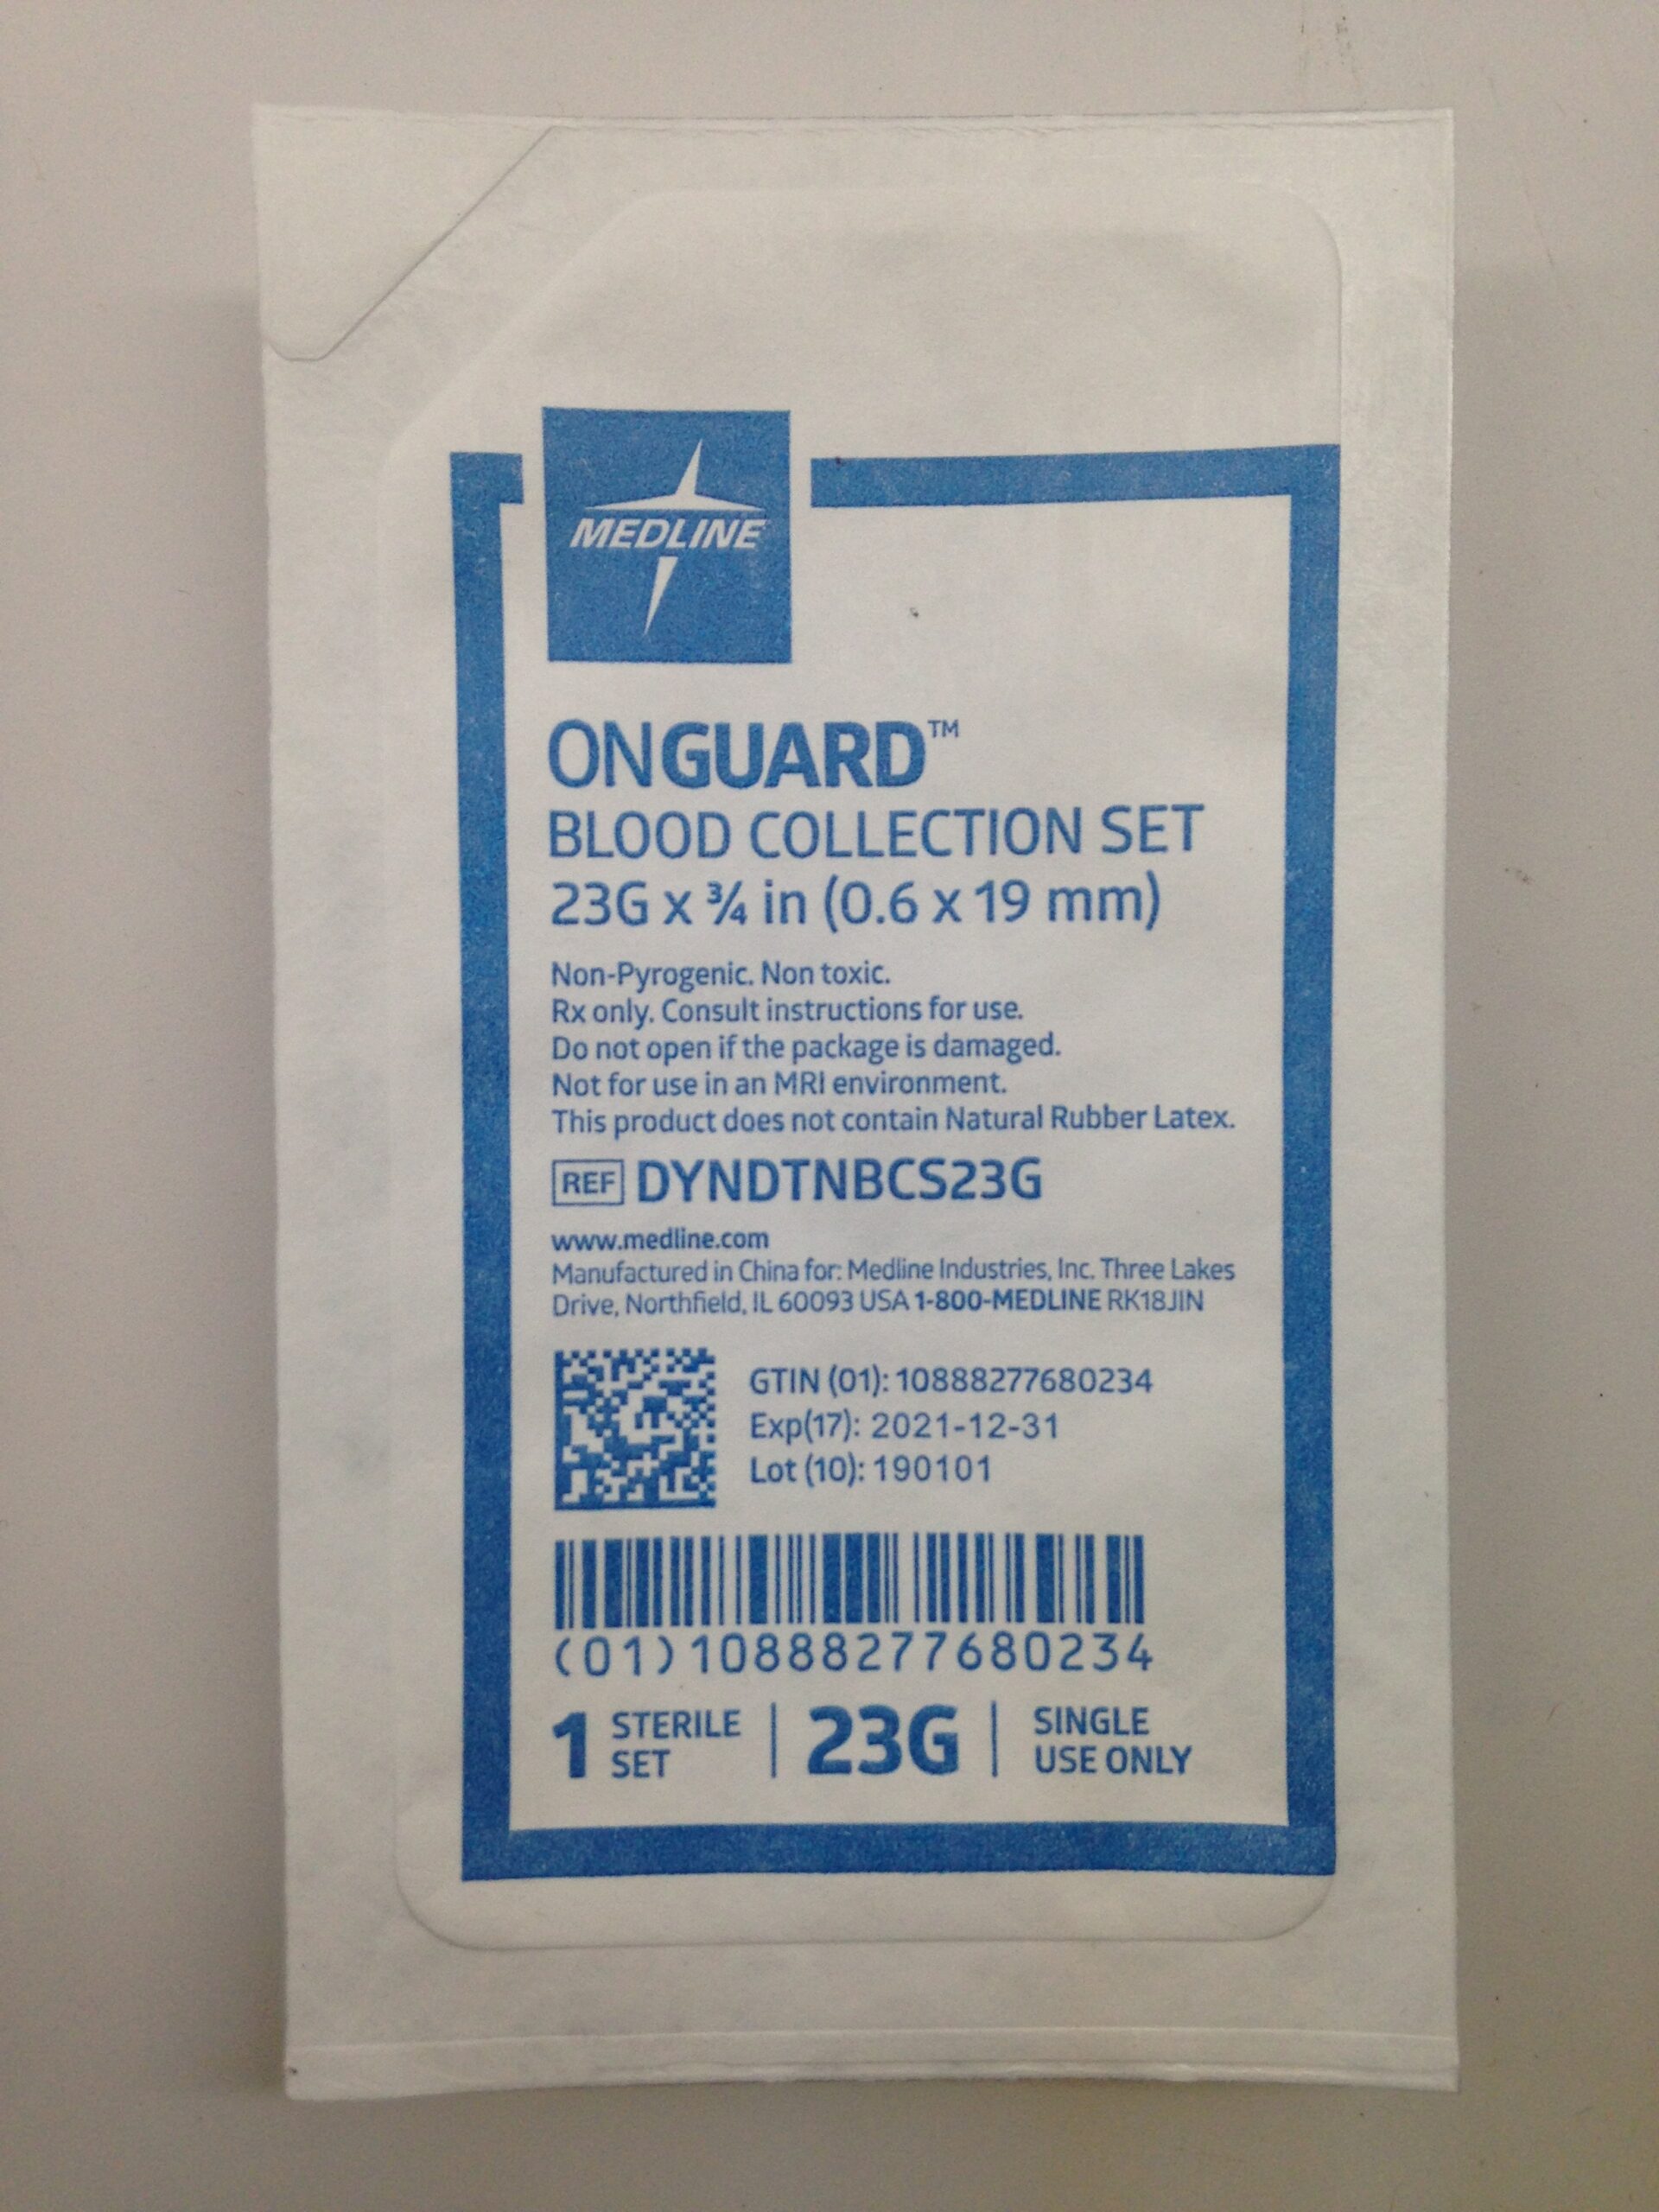 MEDLINE
ONGUARD™
BLOOD COLLECTION SET
23G x ¾ in (0.6 x 19 mm)
Non-Pyrogenic. Non toxic.
Rx only. Consult instructions for use.
Do not open if the package is damaged.
Not for use in an MRI environment.
This product does not contain Natural Rubber Latex.
REF DYNDTNBCS23G
www.medline.com
Manufactured in China for: Medline Industries, Inc. Three Lakes
Drive, Northfield, IL 60093 USA 1-800-MEDLINE RK18JIN
GTIN (01): 10888277680234
Exp(17): 2021-12-31
Lot (10): 190101
(01)10888277680234
1 STERILE SET | 23G | SINGLE USE ONLY